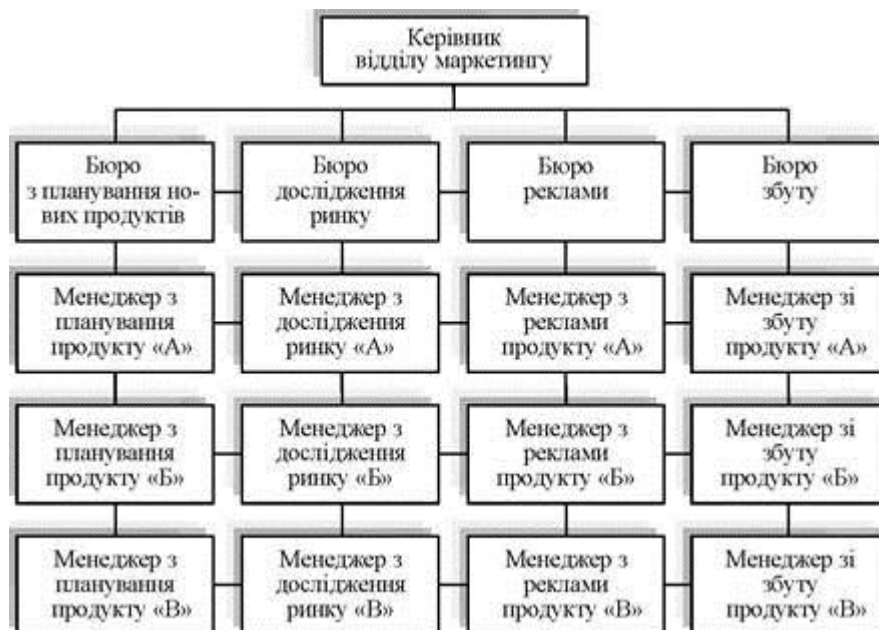 Керівник
відділу маркетингу
Бюро
з планування но-
вих продуктів
Бюро
дослідження
ринку
Бюро
реклами
Бюро
збуту
Менеджер з
планування
продукту «А»
Менеджер з
дослідження
ринку «А»
Менеджер з
реклами
продукту «А»
Менеджер зі
збуту
продукту «А»
Менеджер з
планування
продукту «Б»
Менеджер з
дослідження
ринку «Б»
Менеджер з
реклами
продукту «Б»
Менеджер зі
збуту
продукту «Б»
Менеджер з
планування
продукту «В»
Менеджер з
дослідження
ринку «В»
Менеджер з
реклами
продукту «В»
Менеджер зі
збуту
продукту «В»